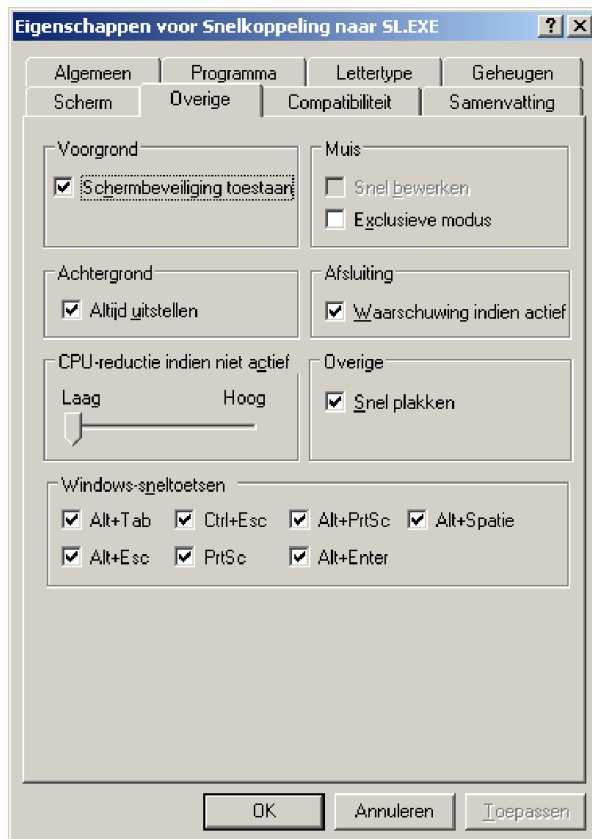 Eigenschappen voor Snelkoppeling naar SL.EXE
Algemeen Programma Lettertype Geheugen
Scherm Overige Compatibiliteit Samenvatting
Voorgrond
Schermbeveiliging toestaan
Muis
Snel bewerken
Exclusieve modus
Achtergrond
Altijd uitstellen
Afsluiting
Waarschuwing indien actief
CPU-reductie indien niet actief
Laag Hoog
Overige
Snel plakken
Windows-sneltoetsen
Alt+Tab Ctrl+Esc Alt+PrtSc Alt+Spatie
Alt+Esc PrtSc Alt+Enter
OK Annuleren Toepassen